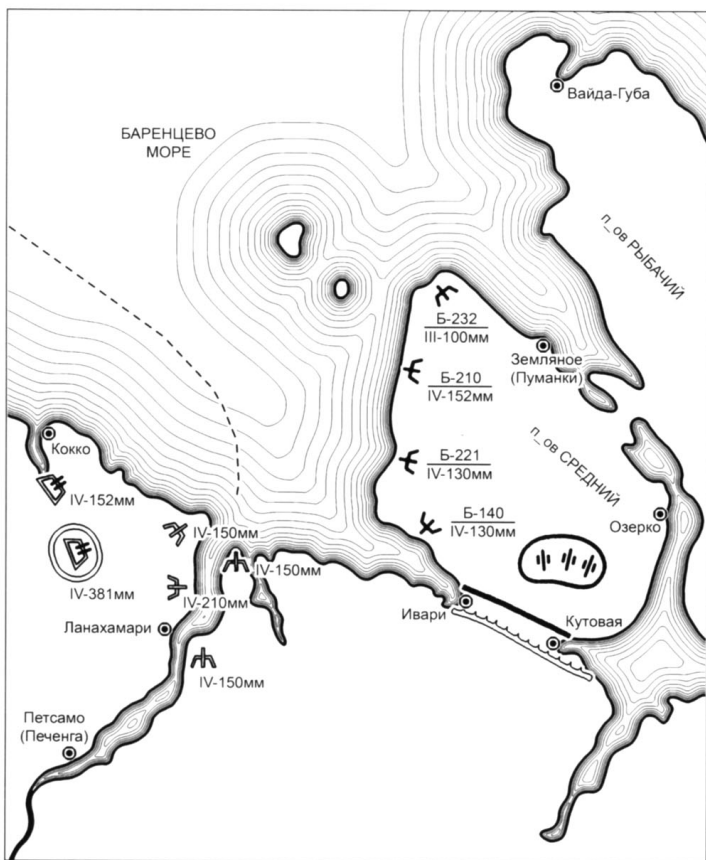 Вайда-Губа
БАРЕНЦЕВО
МОРЕ
п_ов РЫБАЧИЙ
Б-232
III-100мм
Земляное
(Пуманки)
Б-210
IV-152мм
Кокко
Б-221
IV-130мм
п_ов СРЕДНИЙ
IV-152мм
Б-140
IV-130мм
Озерко
IV-150мм
IV-150мм
IV-381мм
IV-210мм
Ивари
Кутовая
Ланахамари
IV-150мм
Петсамо
(Печенга)